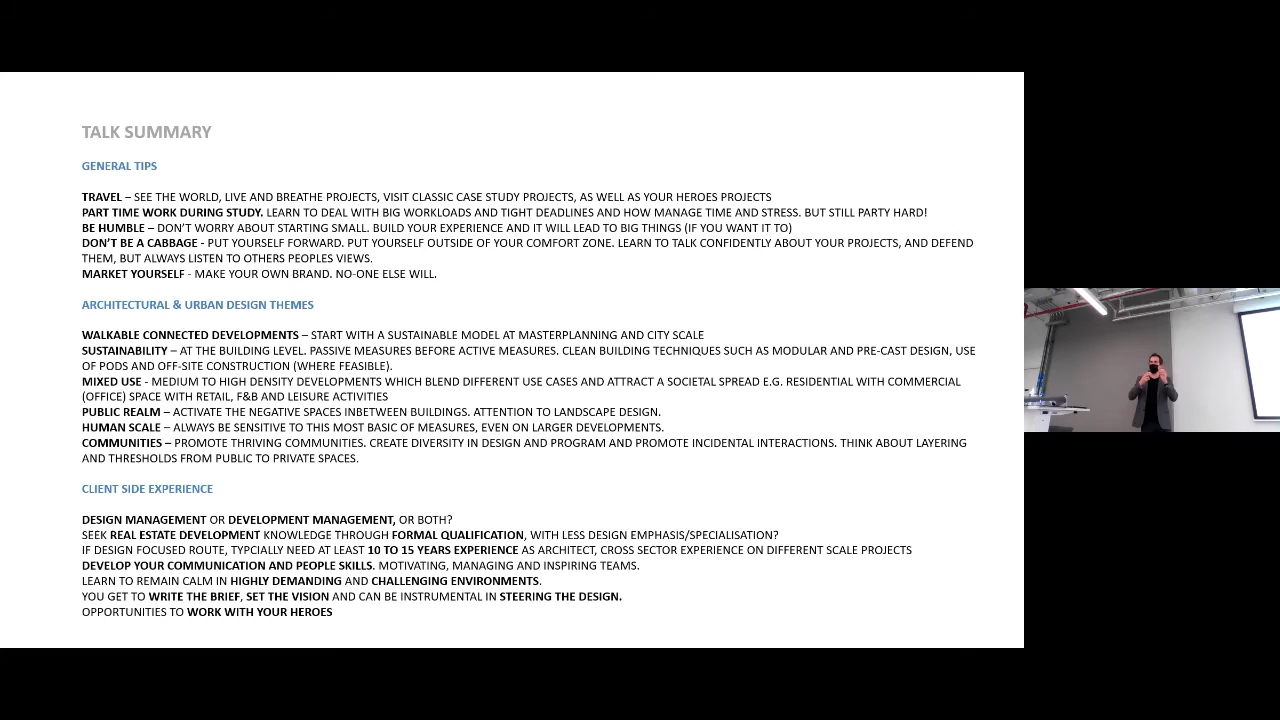 TALK SUMMARY
GENERAL TIPS
TRAVEL – SEE THE WORLD, LIVE AND BREATHE PROJECTS, VISIT CLASSIC CASE STUDY PROJECTS, AS WELL AS YOUR HEROES PROJECTS
PART TIME WORK DURING STUDY. LEARN TO DEAL WITH BIG WORKLOADS AND TIGHT DEADLINES AND HOW MANAGE TIME AND STRESS. BUT STILL PARTY HARD!
BE HUMBLE – DON'T WORRY ABOUT STARTING SMALL. BUILD YOUR EXPERIENCE AND IT WILL LEAD TO BIG THINGS (IF YOU WANT IT TO)
DON'T BE A CABBAGE - PUT YOURSELF FORWARD. PUT YOURSELF OUTSIDE OF YOUR COMFORT ZONE. LEARN TO TALK CONFIDENTLY ABOUT YOUR PROJECTS, AND DEFEND
THEM, BUT ALWAYS LISTEN TO OTHERS PEOPLES VIEWS.
MARKET YOURSELF - MAKE YOUR OWN BRAND. NO-ONE ELSE WILL.
ARCHITECTURAL & URBAN DESIGN THEMES
WALKABLE CONNECTED DEVELOPMENTS – START WITH A SUSTAINABLE MODEL AT MASTERPLANNING AND CITY SCALE
SUSTAINABILITY – AT THE BUILDING LEVEL. PASSIVE MEASURES BEFORE ACTIVE MEASURES. CLEAN BUILDING TECHNIQUES SUCH AS MODULAR AND PRE-CAST DESIGN, USE
OF PODS AND OFF-SITE CONSTRUCTION (WHERE FEASIBLE).
MIXED USE - MEDIUM TO HIGH DENSITY DEVELOPMENTS WHICH BLEND DIFFERENT USE CASES AND ATTRACT A SOCIETAL SPREAD E.G. RESIDENTIAL WITH COMMERCIAL
(OFFICE) SPACE WITH RETAIL, F&B AND LEISURE ACTIVITIES
PUBLIC REALM – ACTIVATE THE NEGATIVE SPACES INBETWEEN BUILDINGS. ATTENTION TO LANDSCAPE DESIGN.
HUMAN SCALE – ALWAYS BE SENSITIVE TO THIS MOST BASIC OF MEASURES, EVEN ON LARGER DEVELOPMENTS.
COMMUNITIES – PROMOTE THRIVING COMMUNITIES. CREATE DIVERSITY IN DESIGN AND PROGRAM AND PROMOTE INCIDENTAL INTERACTIONS. THINK ABOUT LAYERING
AND THRESHOLDS FROM PUBLIC TO PRIVATE SPACES.
CLIENT SIDE EXPERIENCE
DESIGN MANAGEMENT OR DEVELOPMENT MANAGEMENT, OR BOTH?
SEEK REAL ESTATE DEVELOPMENT KNOWLEDGE THROUGH FORMAL QUALIFICATION, WITH LESS DESIGN EMPHASIS/SPECIALISATION?
IF DESIGN FOCUSED ROUTE, TYPCIALLY NEED AT LEAST 10 TO 15 YEARS EXPERIENCE AS ARCHITECT, CROSS SECTOR EXPERIENCE ON DIFFERENT SCALE PROJECTS
DEVELOP YOUR COMMUNICATION AND PEOPLE SKILLS. MOTIVATING, MANAGING AND INSPIRING TEAMS.
LEARN TO REMAIN CALM IN HIGHLY DEMANDING AND CHALLENGING ENVIRONMENTS.
YOU GET TO WRITE THE BRIEF, SET THE VISION AND CAN BE INSTRUMENTAL IN STEERING THE DESIGN.
OPPORTUNITIES TO WORK WITH YOUR HEROES